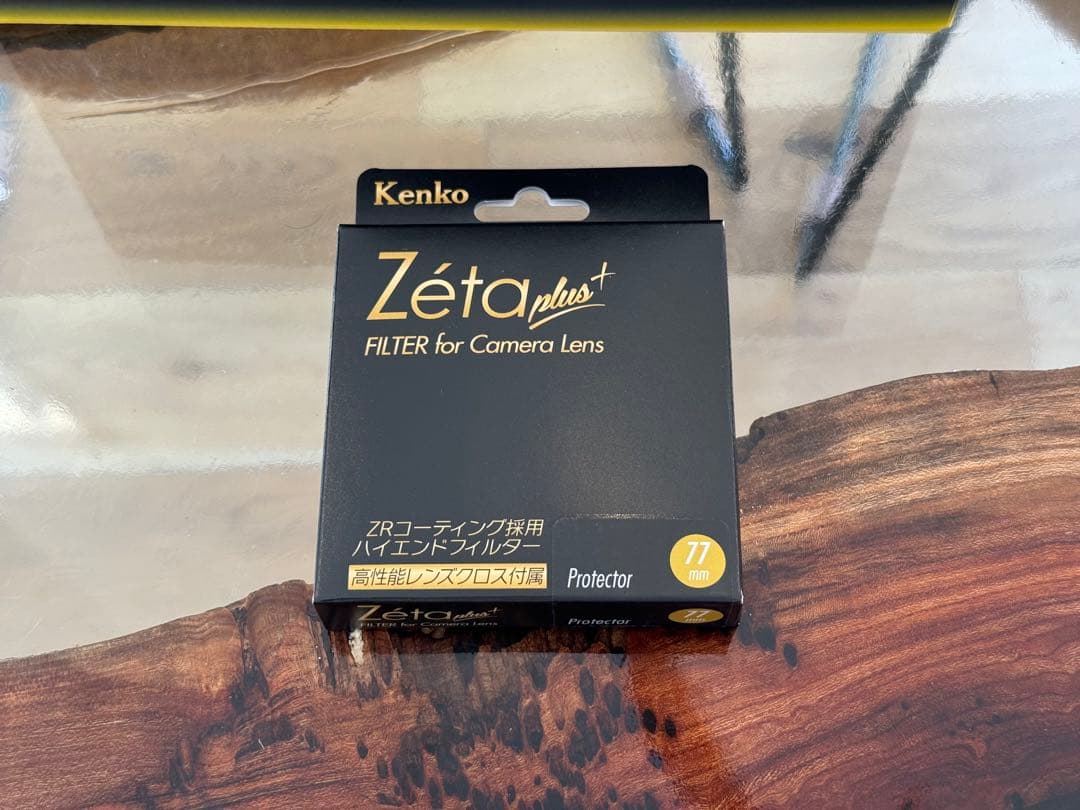 Kenko
Zéta plus+
FILTER for Camera Lens
ZRコーティング採用
ハイエンドフィルター
高性能レンズクロス付属
Protector
77
mm
Zéta plus+
FILTER for Camera Lens
Protector
77
mm